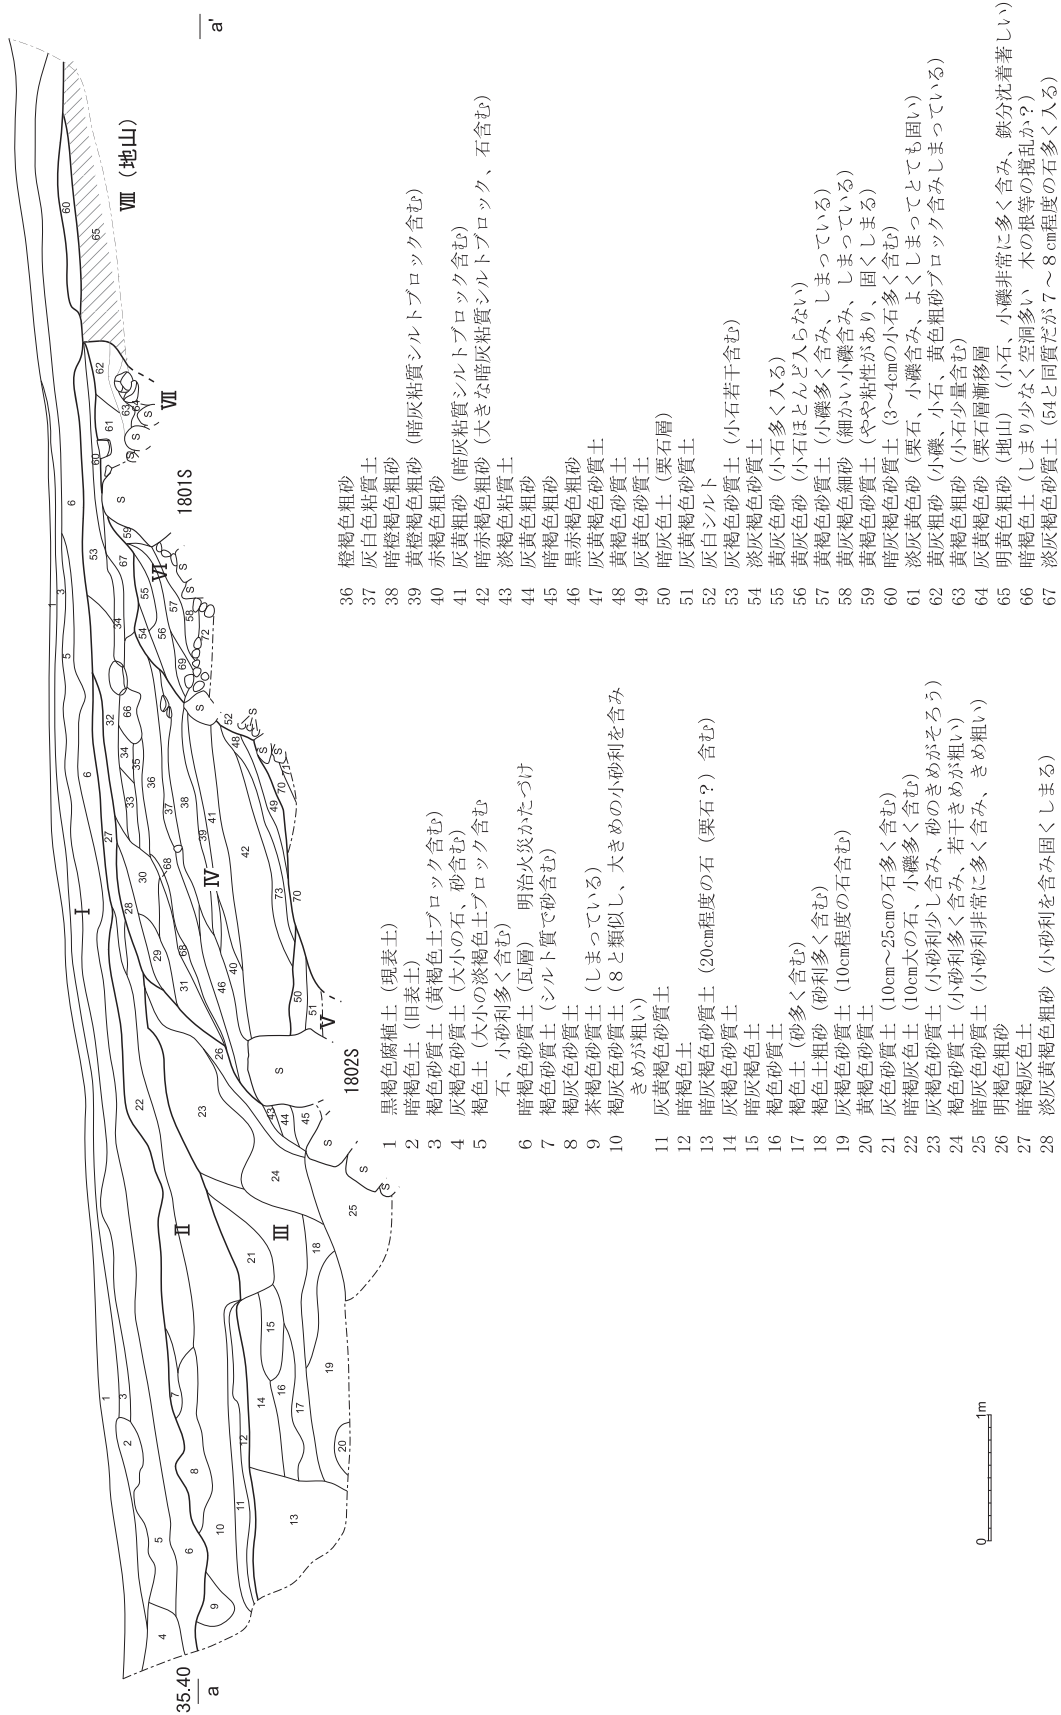 35.40
a
a'
Ⅰ
Ⅱ
Ⅲ
Ⅳ
Ⅴ
Ⅵ
Ⅶ
Ⅷ（地山）
1801S
1802S
0
1m
1 黒褐色腐植土（現表土）
2 暗褐色土（旧表土）
3 褐色砂質土（黄褐色土ブロック含む）
4 灰褐色砂質土（大小の石、砂含む）
5 褐色土（大小の淡褐色土ブロック含む
石、小砂利多く含む）
6 暗褐色砂質土（瓦層） 明治火災かたづけ
7 褐色砂質土（シルト質で砂含む）
8 褐灰色砂質土
9 茶褐色砂質土（しまっている）
10 褐灰色砂質土（８と類似し、大きめの小砂利を含み
きめが粗い）
11 灰黄褐色砂質土
12 暗褐色土
13 暗灰褐色砂質土（20cm程度の石（栗石？）含む）
14 灰褐色砂質土
15 暗灰褐色土
16 褐色砂質土
17 褐色土（砂多く含む）
18 褐色土粗砂（砂利多く含む）
19 灰褐色砂質土（10cm程度の石含む）
20 黄褐色砂質土
21 灰色砂質土（10cm～25cmの石多く含む）
22 暗褐灰色土（10cm大の石、小礫多く含む）
23 灰褐色砂質土（小砂利少し含み、砂のきめがそろう）
24 褐色砂質土（小砂利多く含み、若干きめが粗い）
25 暗灰色砂質土（小砂利非常に多く含み、きめ粗い）
26 明褐色粗砂
27 暗褐灰色土
28 淡灰黄褐色粗砂（小砂利を含み固くしまる）
36 橙褐色粗砂
37 灰白色粘質土
38 暗橙褐色粗砂
39 黄橙褐色粗砂（暗灰粘質シルトブロック含む）
40 赤褐色粗砂
41 灰黄粗砂（暗灰粘質シルトブロック含む）
42 暗赤褐色粗砂（大きな暗灰粘質シルトブロック、石含む）
43 淡褐色粘質土
44 灰黄色粗砂
45 暗褐色粗砂
46 黒赤褐色粗砂
47 灰黄褐色砂質土
48 黄褐色砂質土
49 灰黄色砂質土
50 暗灰色土（栗石層）
51 灰黄褐色砂質土
52 灰白シルト
53 灰褐色砂質土（小石若干含む）
54 淡灰褐色砂質土
55 黄灰色砂（小石多く入る）
56 黄灰色砂（小石ほとんど入らない）
57 黄褐色砂質土（小礫多く含み、しまっている）
58 黄灰褐色細砂（細かい小礫含み、しまっている）
59 黄褐色砂質土（やや粘性があり、固くしまる）
60 暗灰褐色砂質土（3～4cmの小石多く含む）
61 淡灰黄色砂（栗石、小礫含み、よくしまってとても固い）
62 黄灰粗砂（小礫、小石、黄色粗砂ブロック含みしまっている）
63 黄褐色粗砂（小石少量含む）
64 灰黄褐色砂（栗石層漸移層
65 明黄色粗砂（地山）（小石、小礫非常に多く含み、鉄分沈着著しい）
66 暗褐色土（しまり少なく空洞多い 木の根等の撹乱か？）
67 淡灰褐色砂質土（54と同質だが７～８cm程度の石多く入る）